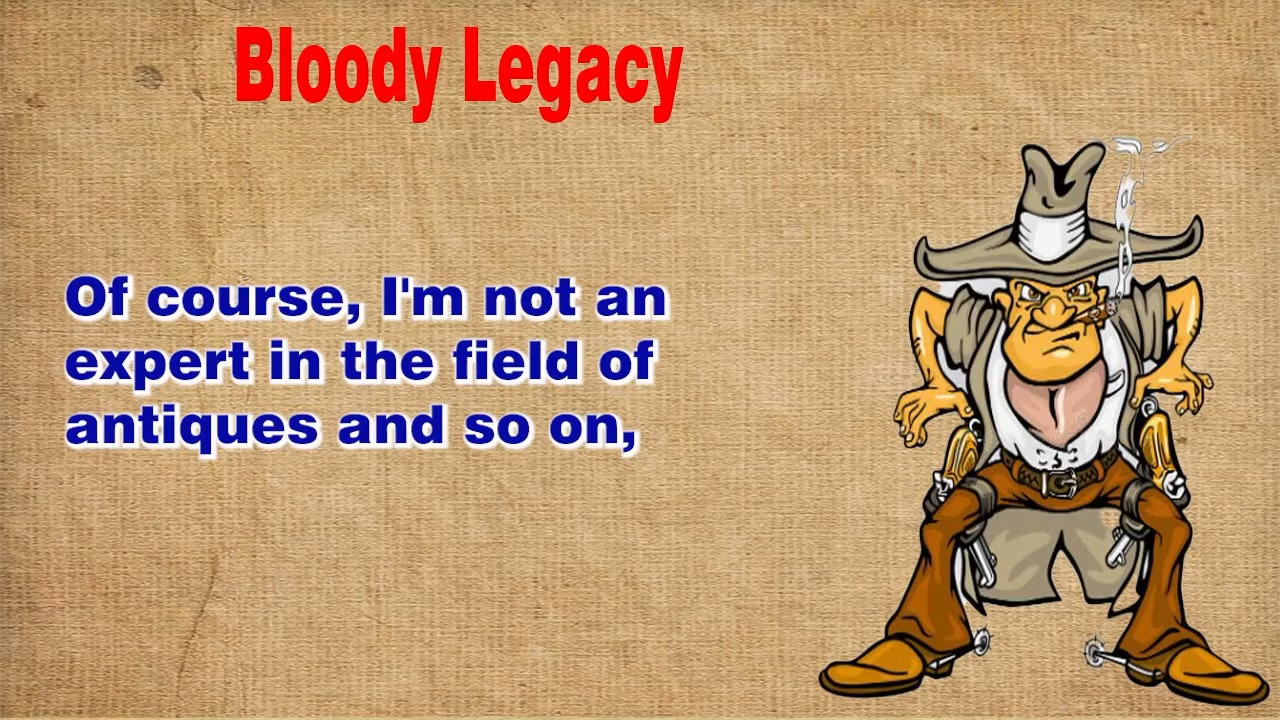 Bloody Legacy
Of course, I'm not an
expert in the field of
antiques and so on,